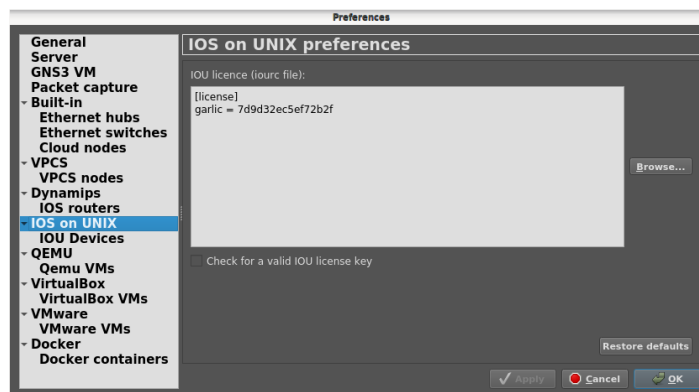 Preferences
General
Server
GNS3 VM
Packet capture
Built-in
Ethernet hubs
Ethernet switches
Cloud nodes
VPCS
VPCS nodes
Dynamips
IOS routers
IOS on UNIX
IOU Devices
QEMU
Qemu VMs
VirtualBox
VirtualBox VMs
VMware
VMware VMs
Docker
Docker containers
IOS on UNIX preferences
IOU licence (iourc file):
[license]
garlic = 7d9d32ec5ef72b2f
Browse...
Check for a valid IOU license key
Restore defaults
Apply
Cancel
OK